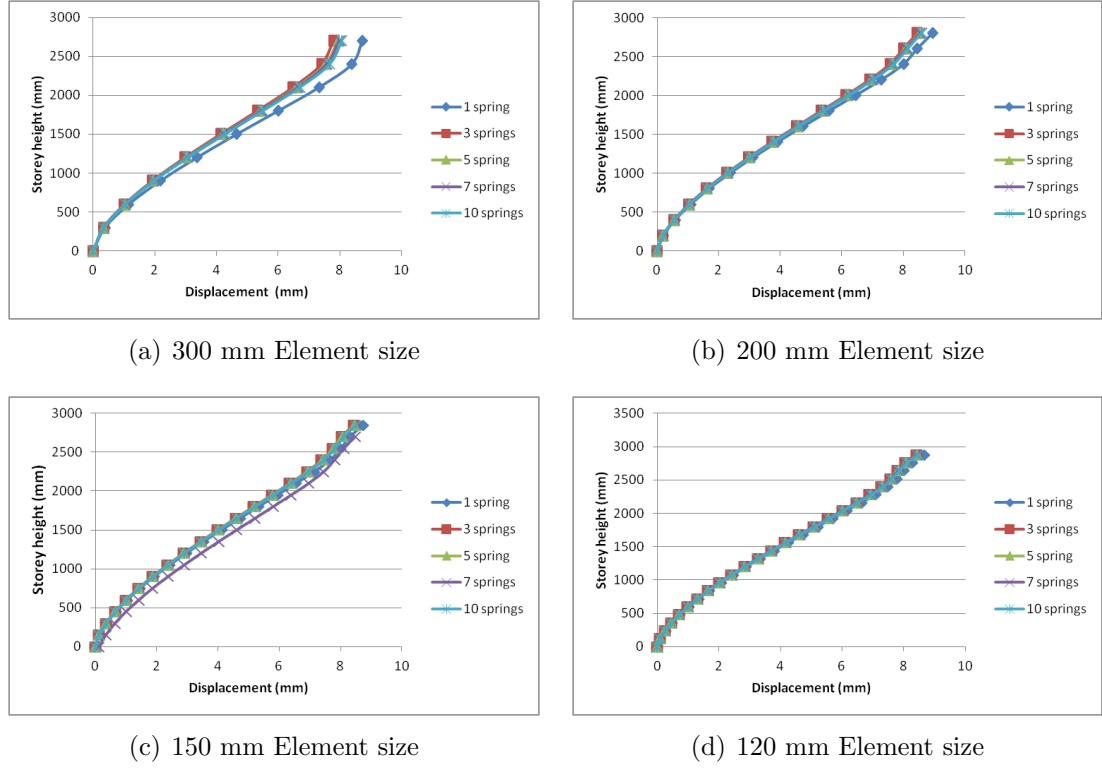 3000
2500
2000
1500
1000
500
0
Storey height (mm)
0 2 4 6 8 10
Displacement (mm)
1 spring
3 springs
5 spring
7 springs
10 springs
(a) 300 mm Element size
3000
2500
2000
1500
1000
500
0
Storey height (mm)
0 2 4 6 8 10
Displacement (mm)
1 spring
3 springs
5 spring
7 springs
10 springs
(b) 200 mm Element size
3000
2500
2000
1500
1000
500
0
Storey height (mm)
0 2 4 6 8 10
Displacement (mm)
1 spring
3 springs
5 spring
7 springs
10 springs
(c) 150 mm Element size
3500
3000
2500
2000
1500
1000
500
0
Storey height (mm)
0 2 4 6 8 10
Displacement (mm)
1 spring
3 springs
5 spring
7 springs
10 springs
(d) 120 mm Element size